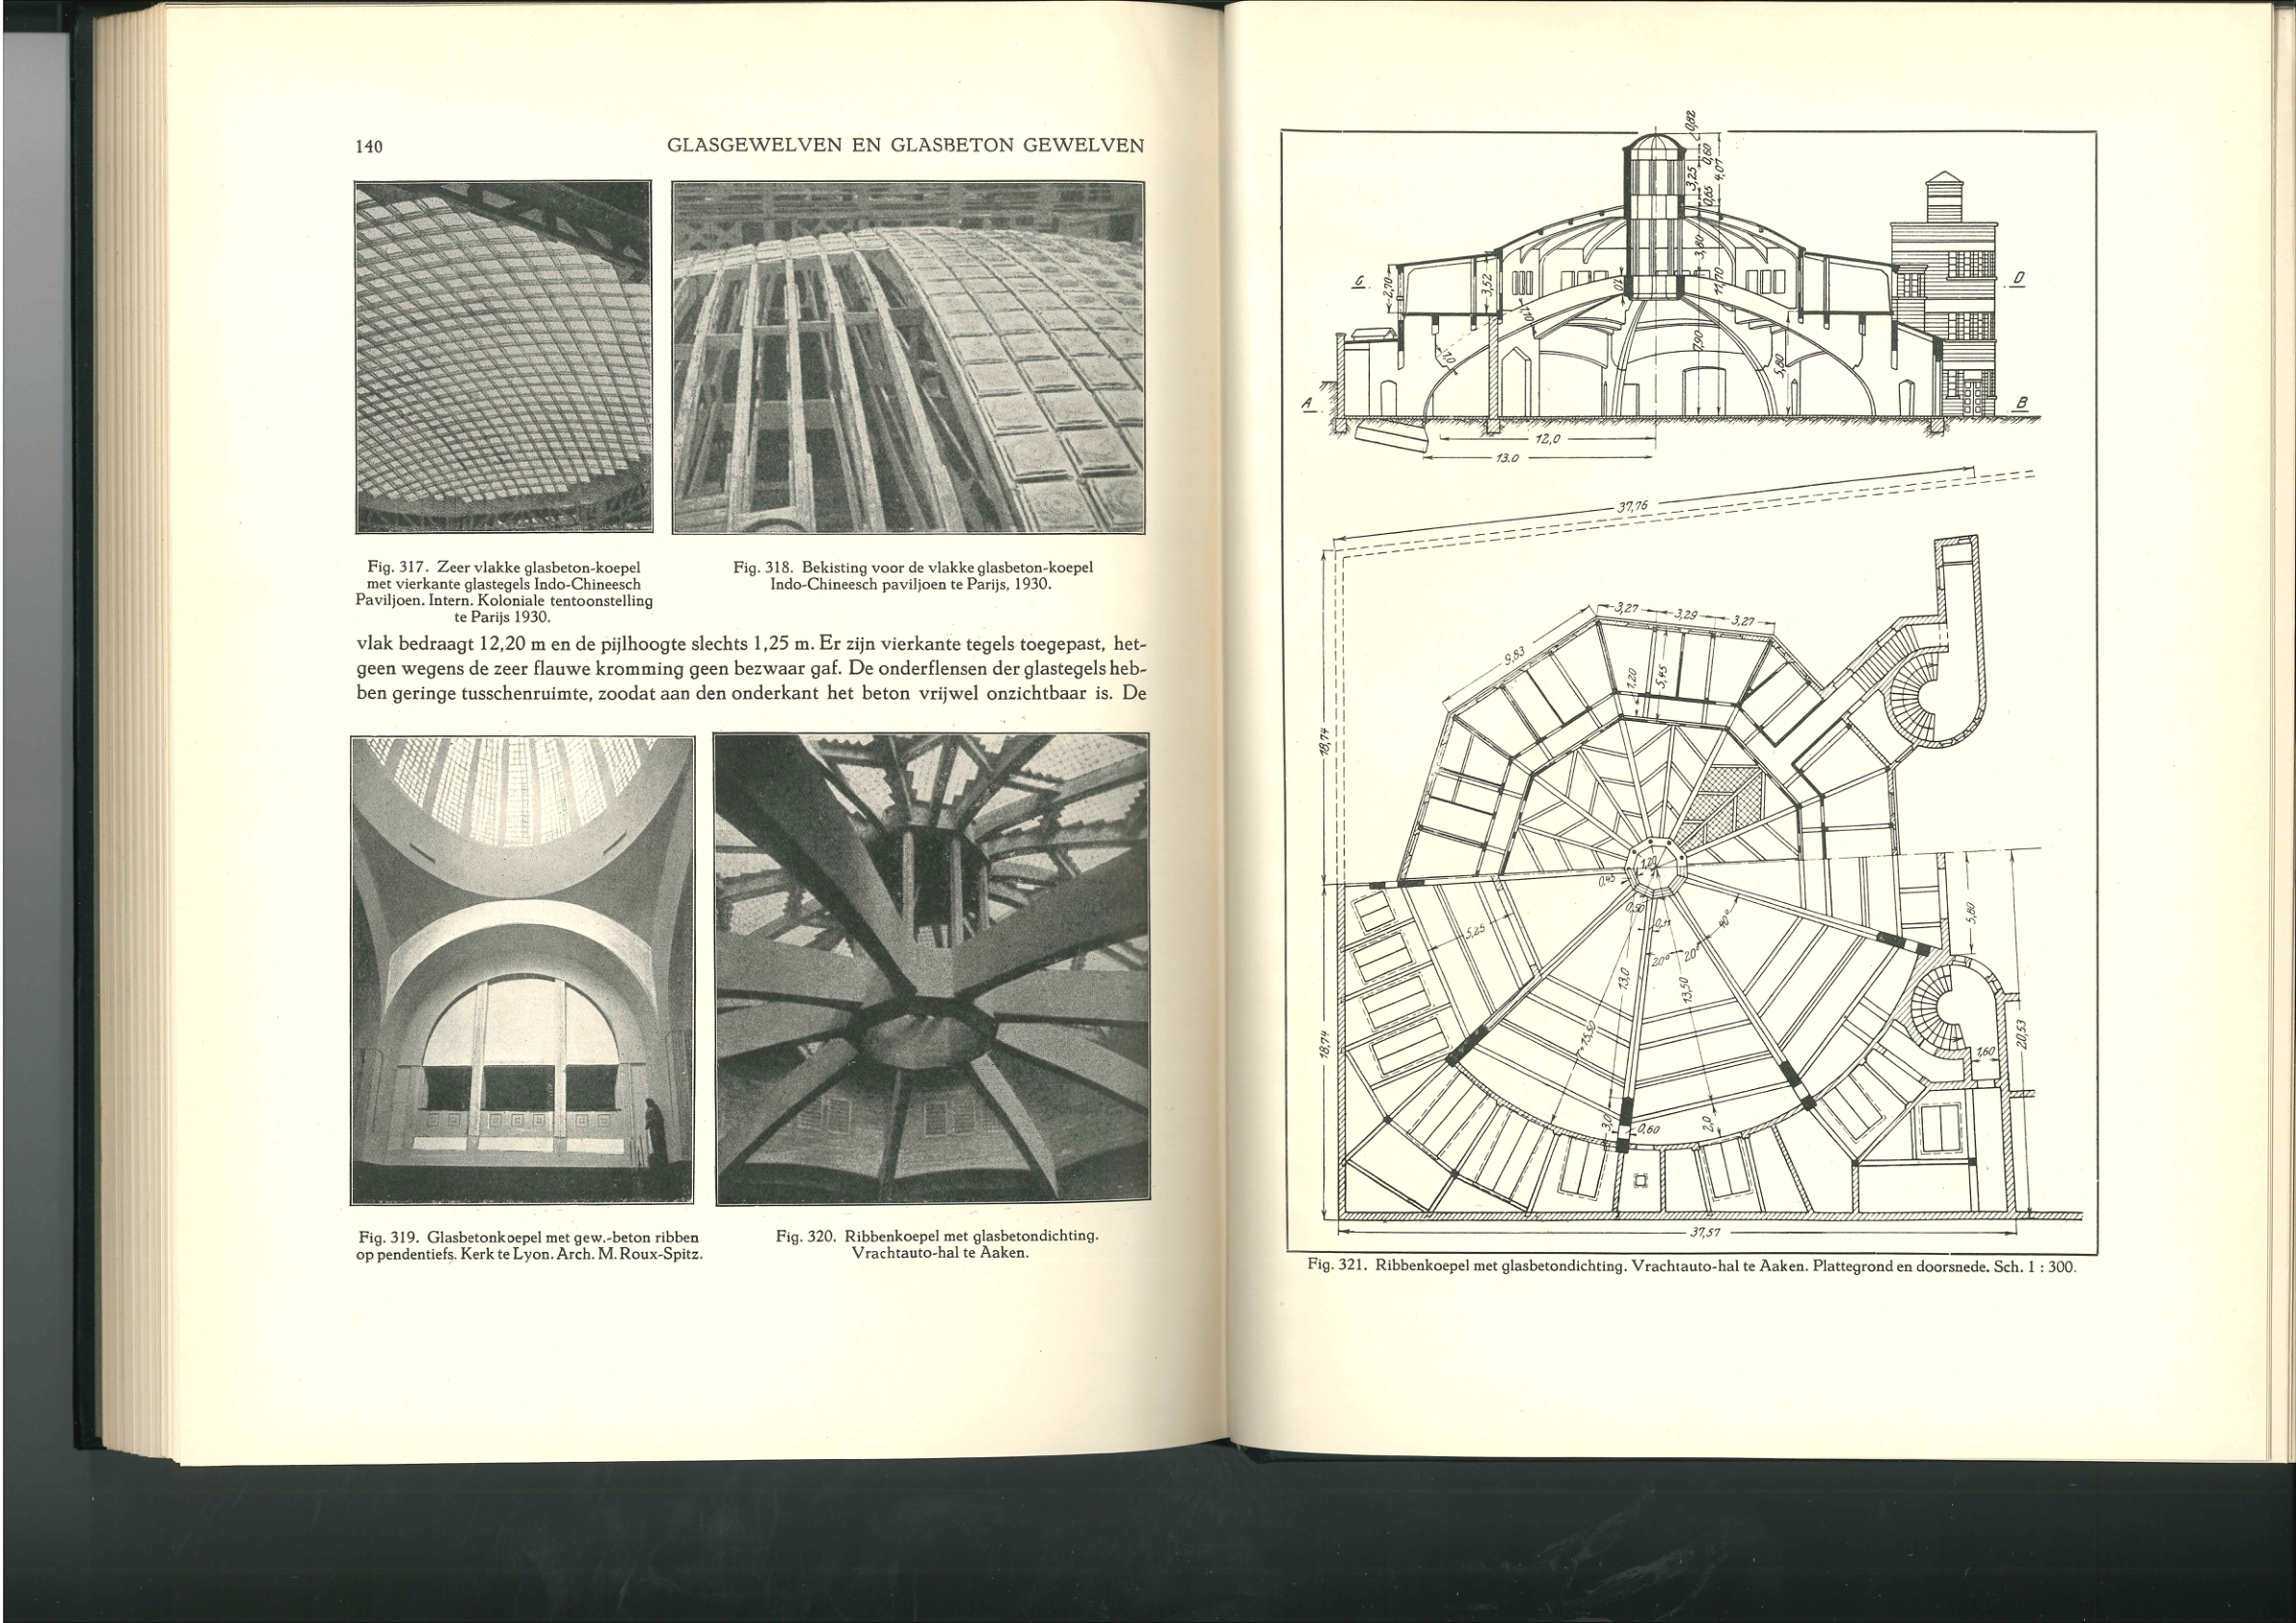 140
GLASGEWELVEN EN GLASBETON GEWELVEN
Fig. 317. Zeer vlakke glasbeton-koepel
met vierkante glastegels Indo-Chineesch
Paviljoen. Intern. Koloniale tentoonstelling
te Parijs 1930.
Fig. 318. Bekisting voor de vlakke glasbeton-koepel
Indo-Chineesch paviljoen te Parijs, 1930.
vlak bedraagt 12,20 m en de pijlhoogte slechts 1,25 m. Er zijn vierkante tegels toegepast, het-
geen wegens de zeer flauwe kromming geen bezwaar gaf. De onderflensen der glastegels heb-
ben geringe tusschenruimte, zoodat aan den onderkant het beton vrijwel onzichtbaar is. De
Fig. 319. Glasbetonkoepel met gew.-beton ribben
op pendentiefs. Kerk te Lyon. Arch. M. Roux-Spitz.
Fig. 320. Ribbenkoepel met glasbetondichting.
Vrachtauto-hal te Aaken.
0,82
0,60
4,07
3,25
0,65
3,80
11,70
2,70
3,52
7,90
5,80
D
A
B
12,0
13.0
37,76
3,27
3,29
3,27
9,83
1,20
5,45
18,74
1,20
0,45
0,50
40°
5,25
20°
20°
13,0
13,50
5,80
18,74
20,53
1,60
3,0
0,60
2,0
37,57
Fig. 321. Ribbenkoepel met glasbetondichting. Vrachtauto-hal te Aaken. Plattegrond en doorsnede. Sch. 1 : 300.